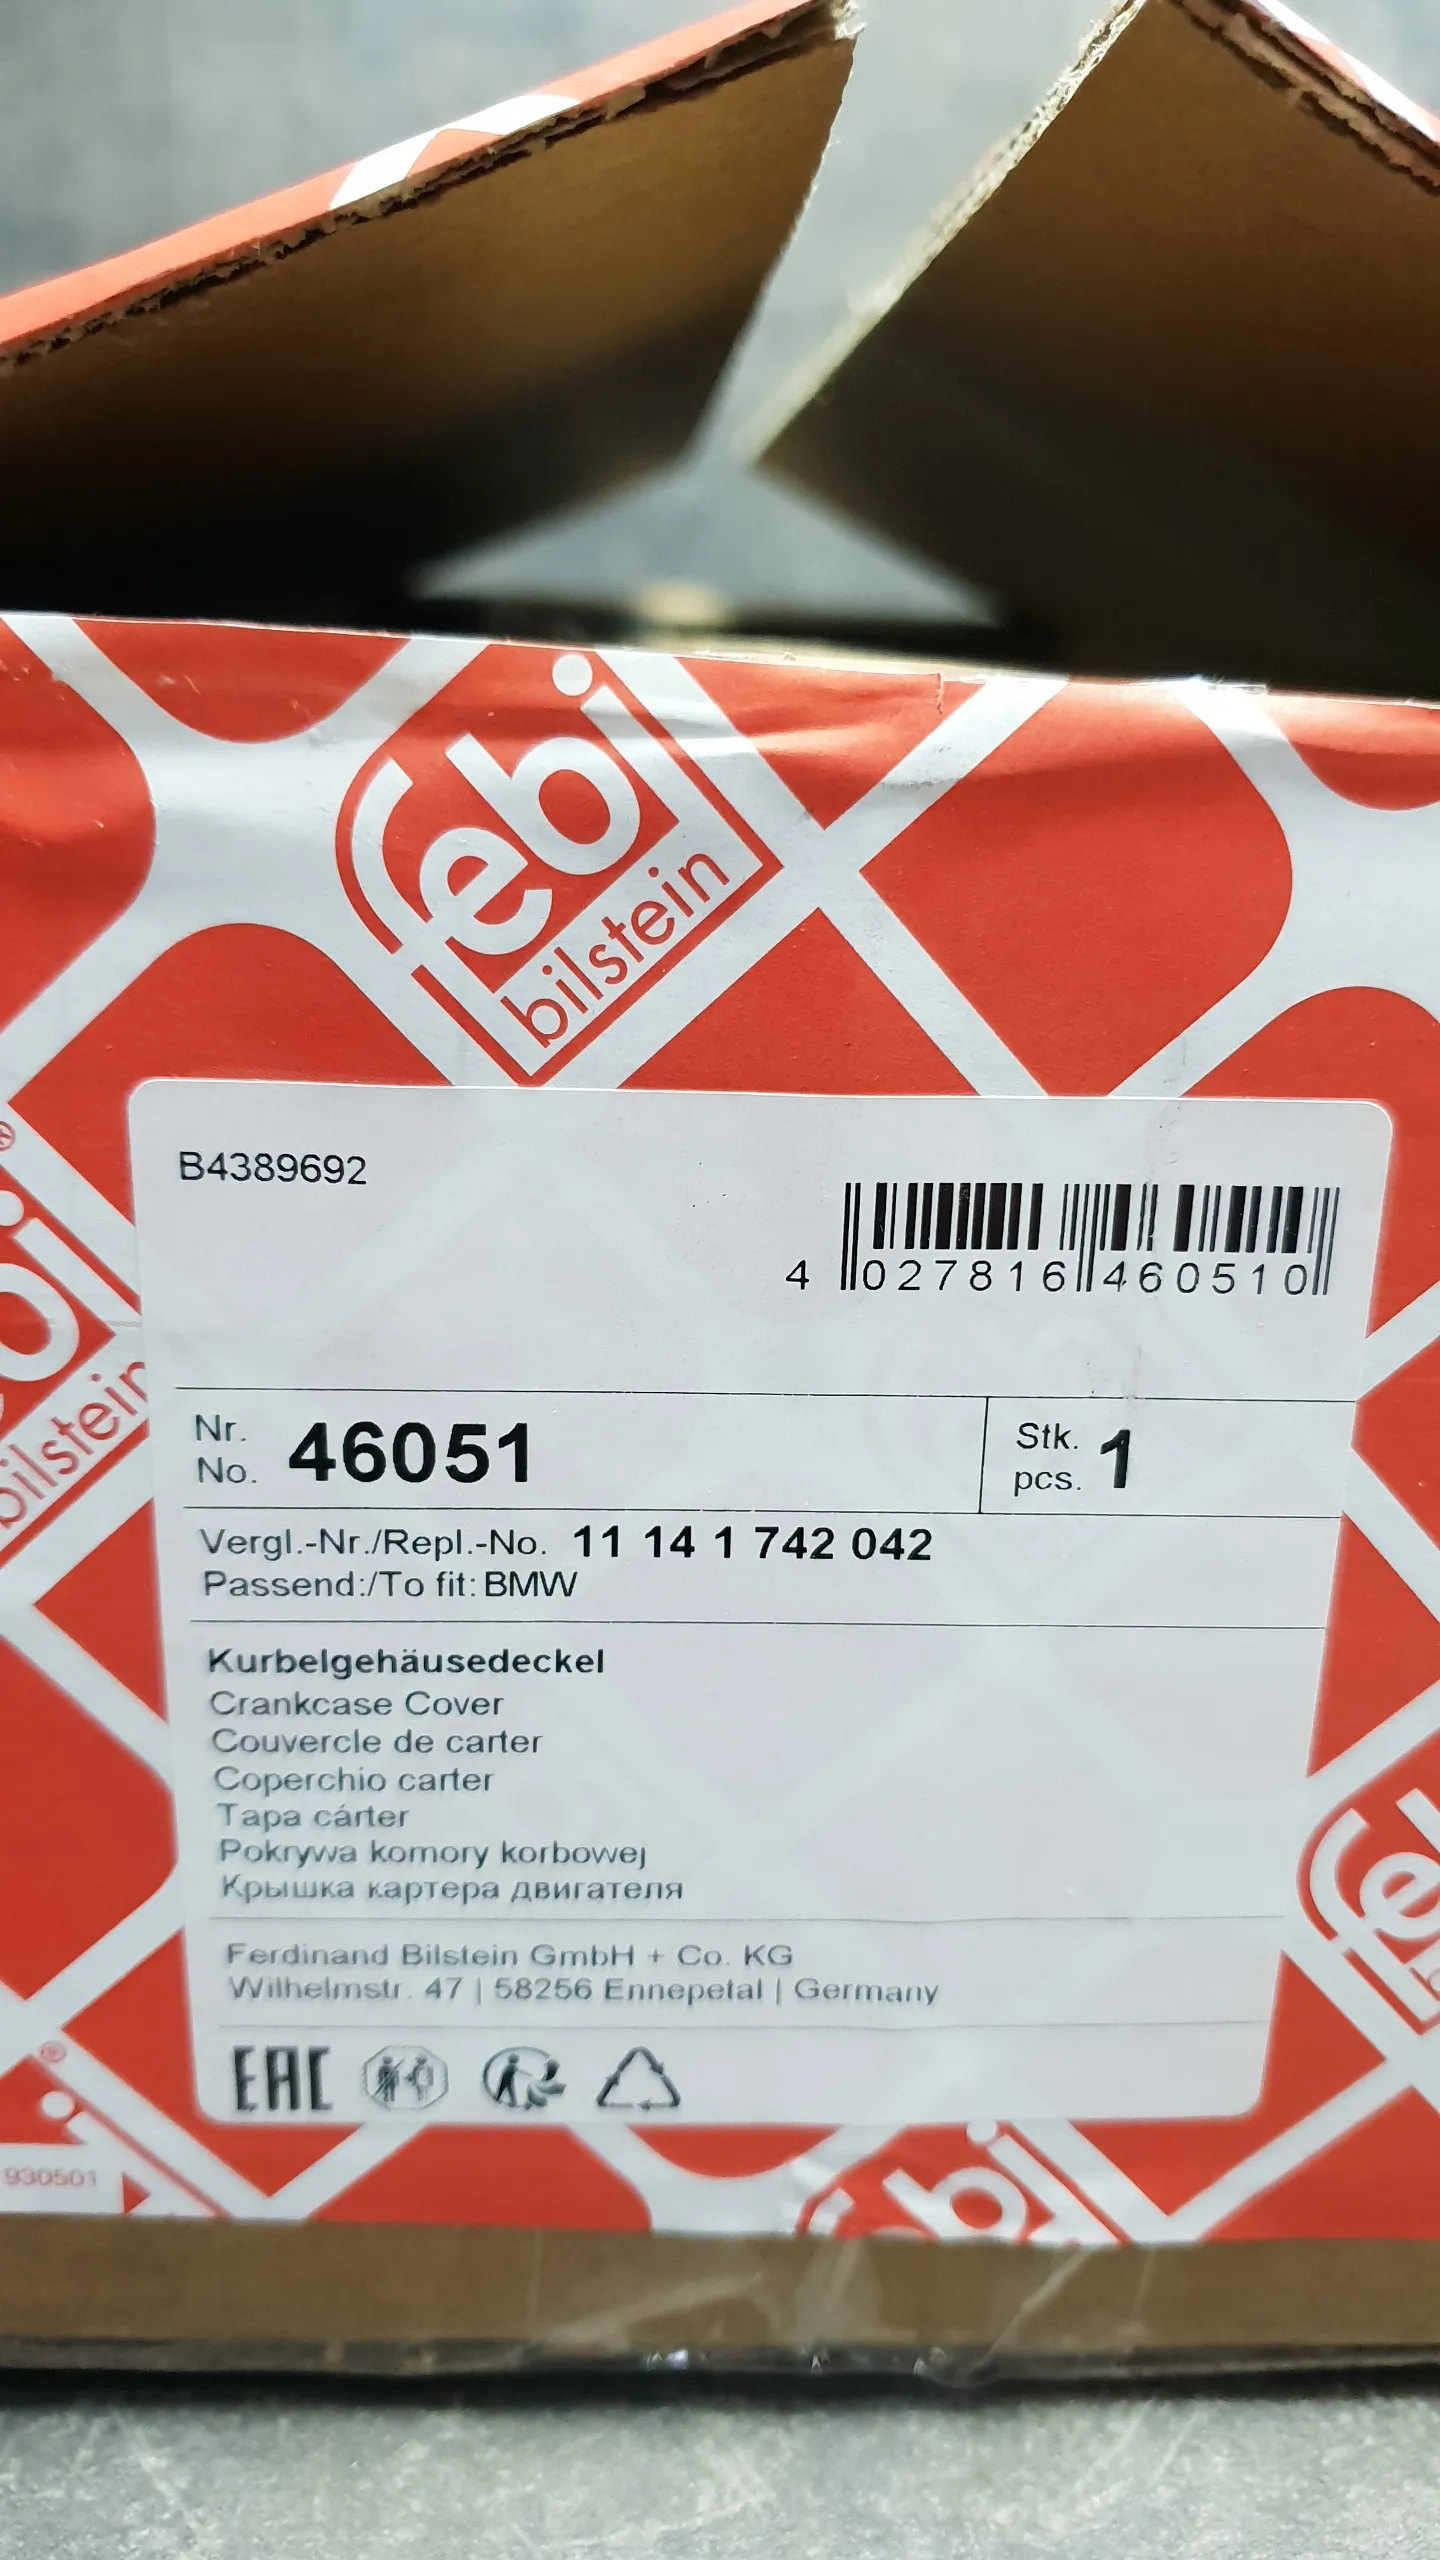 febi
bilstein
B4389692
4 027816 460510
Nr.
No. 46051
Stk.
pcs. 1
Vergl.-Nr./Repl.-No. 11 14 1 742 042
Passend:/To fit: BMW
Kurbelgehäusedeckel
Crankcase Cover
Couvercle de carter
Coperchio carter
Tapa cárter
Pokrywa komory korbowej
Крышка картера двигателя
Ferdinand Bilstein GmbH + Co. KG
Wilhelmstr. 47 | 58256 Ennepetal | Germany
EAC
bilstein
930501